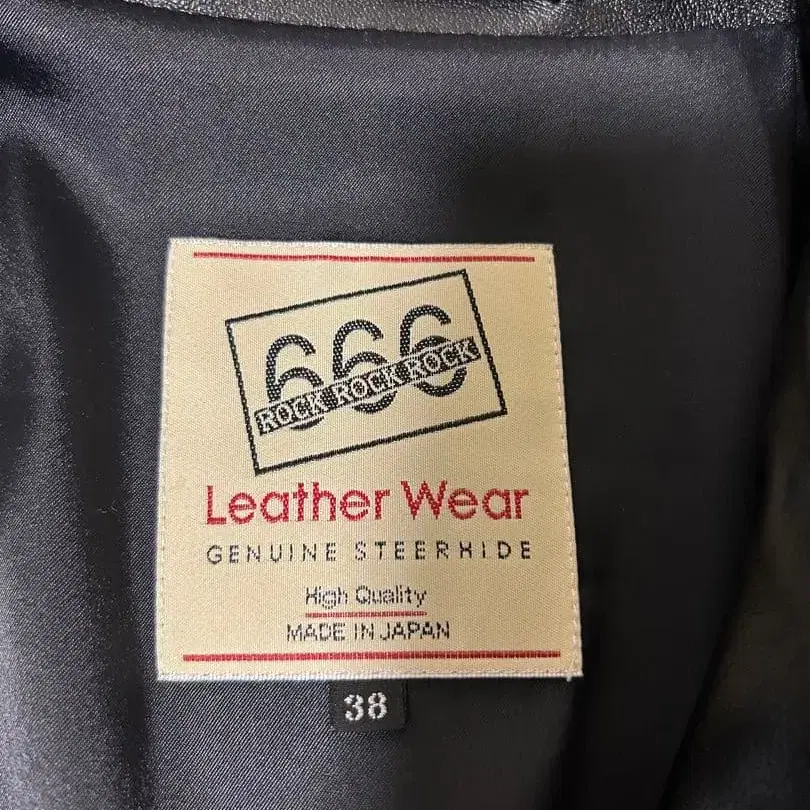 666
ROCK ROCK ROCK
Leather Wear
GENUINE STEERHIDE
High Quality
MADE IN JAPAN
38